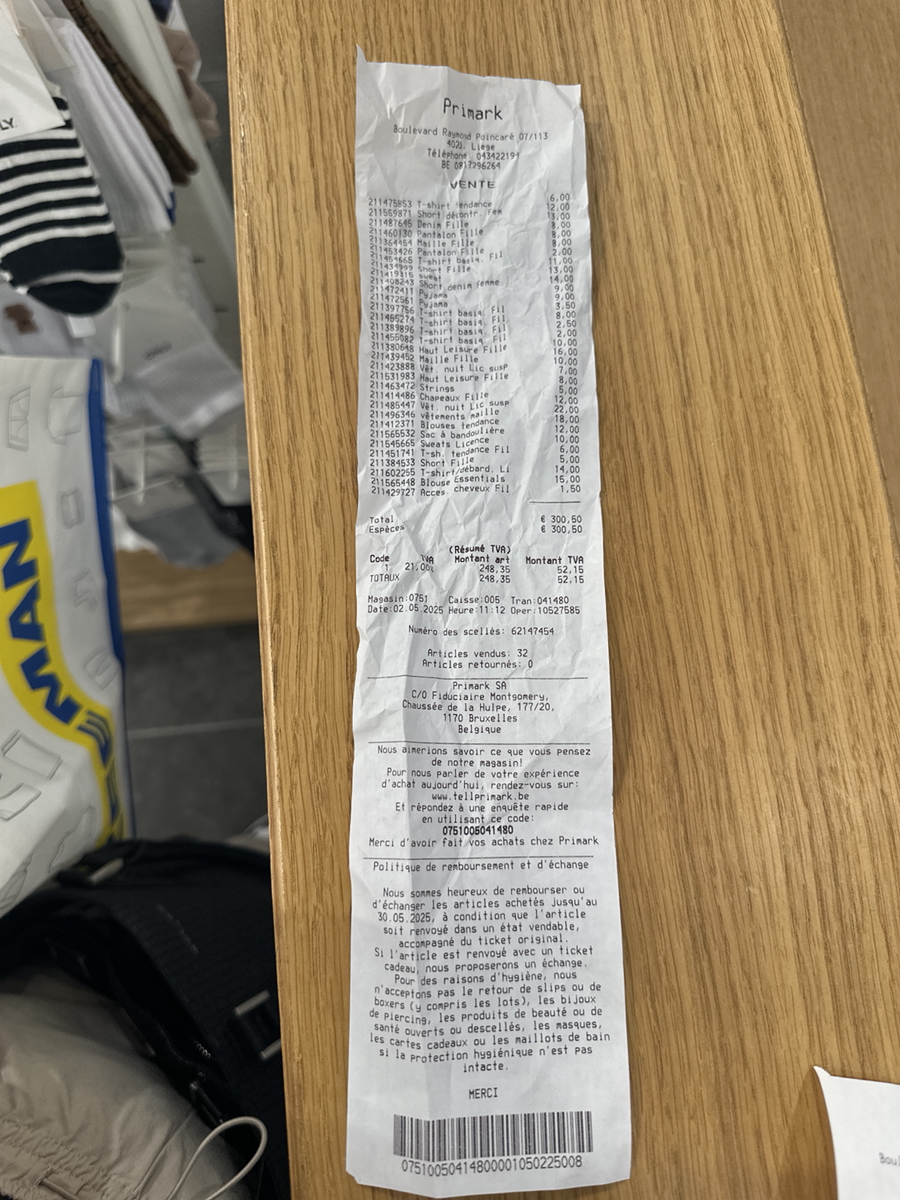 Primark
Boulevard Raymond Poincaré 07/113
4020, Liege
Téléphone 043422194
BE 0817296264
VENTE
211475853 T-shirt tendance 6,00
211559871 Short décontr. Fem 12,00
211487645 Denim Fille 13,00
211460130 Pantalon Fille 8,00
211364454 Maille Fille 8,00
211453426 Pantalon Fille 8,00
211454665 T-shirt basiq. Fil 2,00
211434999 Short Fille 11,00
211419315 sweat 13,00
211408243 Short denim femme 14,00
211472411 Pyjama 9,00
211472561 Pyjama 9,00
211397756 T-shirt basiq. Fil 3,50
211465274 T-shirt basiq. Fil 8,00
211389896 T-shirt basiq. Fil 2,50
211455082 T-shirt basiq. Fil 2,00
211380648 Haut Leisure Fille 10,00
211439452 Maille Fille 16,00
211423888 Vêt. nuit Lic susp 10,00
211531983 Haut Leisure Fille 7,00
211463472 Strings 8,00
211414486 Chapeaux Fille 5,00
211485447 Vêt. nuit Lic susp 12,00
211496346 vêtements maille 22,00
211412371 Blouses tendance 18,00
211565532 Sac à bandoulière 12,00
211545665 Sweats Licence 10,00
211451741 T-sh. tendance Fil 6,00
211384533 Short Fille 5,00
211602255 T-shirt/débard. Li 14,00
211565448 Blouse Essentials 15,00
211429727 Acces. cheveux Fil 1,50
Total € 300,50
Espèces € 300,50
(Résumé TVA)
Code TVA Montant art Montant TVA
1 21,00% 248,35 52,15
TOTAUX 248,35 52,15
Magasin:0751 Caisse:005 Tran:041480
Date:02.05.2025 Heure:11:12 Oper:10527585
Numéro des scellés: 62147454
Articles vendus: 32
Articles retournés: 0
Primark SA
C/O Fiduciaire Montgomery,
Chaussée de la Hulpe, 177/20,
1170 Bruxelles
Belgique
Nous aimerions savoir ce que vous pensez
de notre magasin!
Pour nous parler de votre expérience
d'achat aujourd'hui, rendez-vous sur:
www.tellprimark.be
Et répondez à une enquête rapide
en utilisant ce code:
0751005041480
Merci d'avoir fait vos achats chez Primark
Politique de remboursement et d'échange
Nous sommes heureux de rembourser ou
d'échanger les articles achetés jusqu'au
30.05.2025, à condition que l'article
soit renvoyé dans un état vendable,
accompagné du ticket original.
Si l'article est renvoyé avec un ticket
cadeau, nous proposerons un échange.
Pour des raisons d'hygiène, nous
n'acceptons pas le retour de slips ou de
boxers (y compris les lots), les bijoux
de piercing, les produits de beauté ou de
santé ouverts ou descellés, les masques,
les cartes cadeaux ou les maillots de bain
si la protection hygiénique n'est pas
intacte.
MERCI
07510050414800001050225008
LY.
MAN
Boul